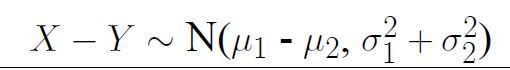 X − Y ~ N(μ₁ - μ₂, σ₁² + σ₂²)